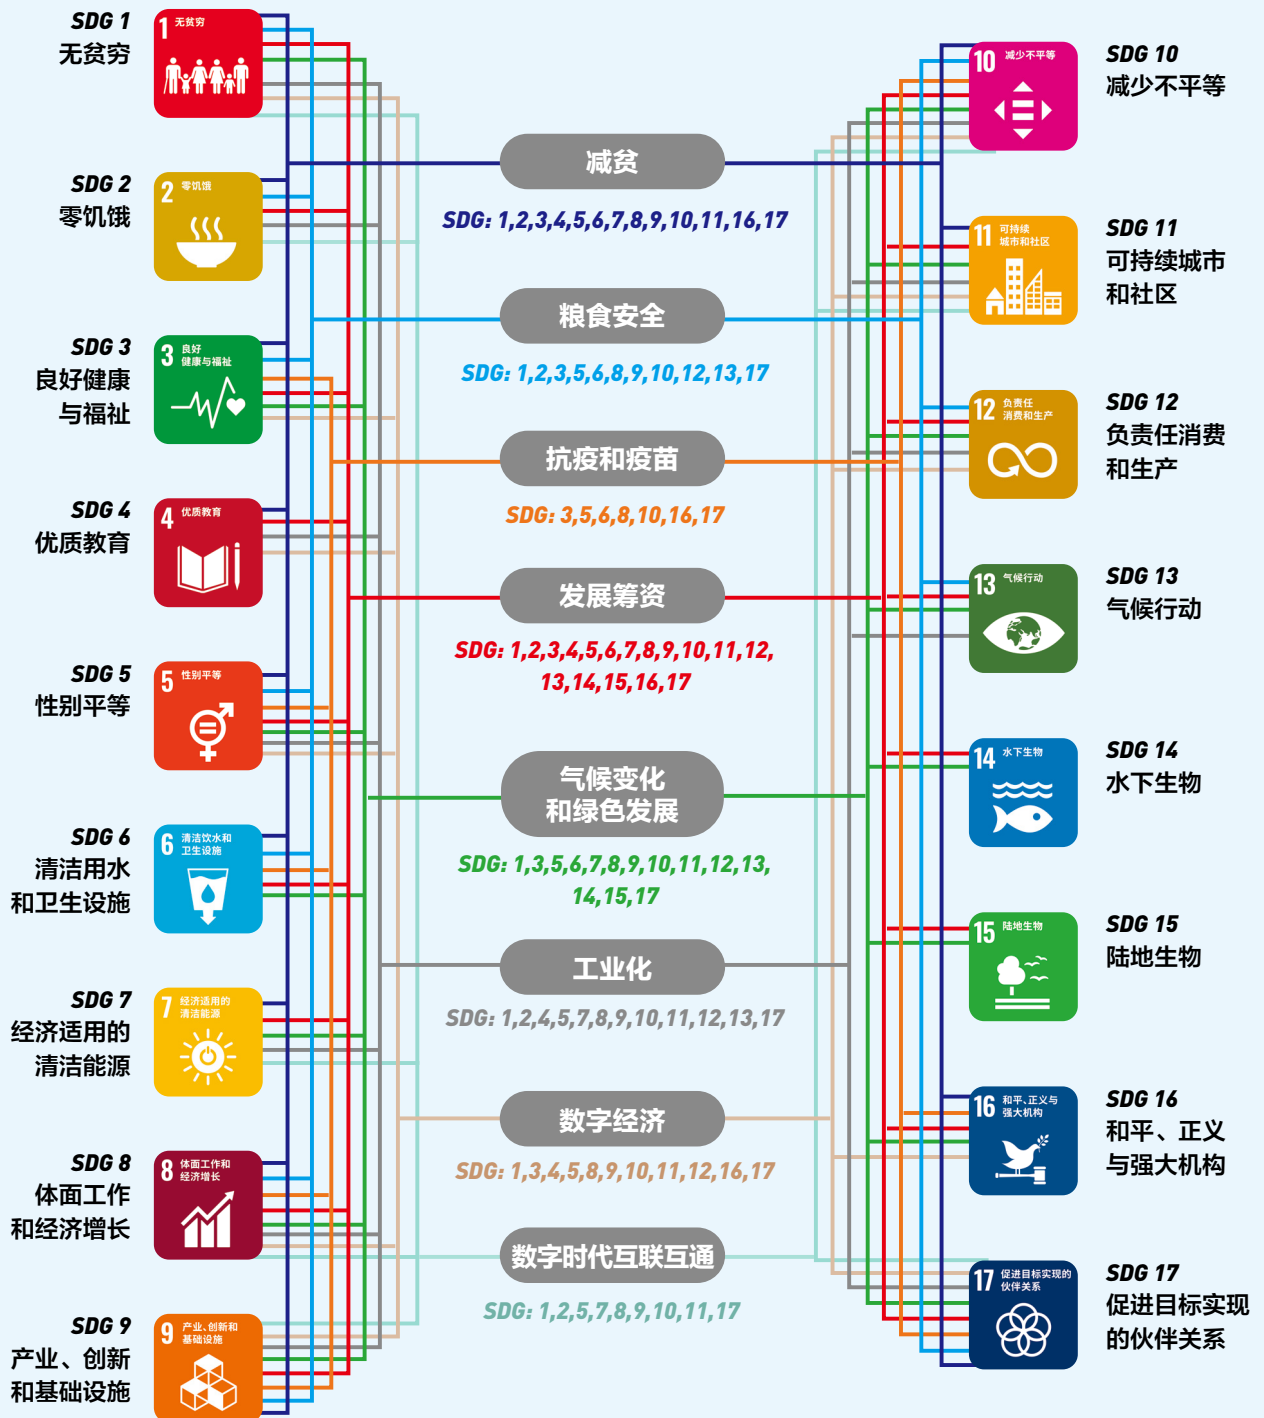 SDG 1
无贫穷
1 无贫穷
SDG 2
零饥饿
2 零饥饿
SDG 3
良好健康
与福祉
3 良好
健康与福祉
SDG 4
优质教育
4 优质教育
SDG 5
性别平等
5 性别平等
SDG 6
清洁用水
和卫生设施
6 清洁饮水和
卫生设施
SDG 7
经济适用的
清洁能源
7 经济适用的
清洁能源
SDG 8
体面工作
和经济增长
8 体面工作和
经济增长
SDG 9
产业、创新
和基础设施
9 产业、创新和
基础设施
减贫
SDG: 1,2,3,4,5,6,7,8,9,10,11,16,17
粮食安全
SDG: 1,2,3,5,6,8,9,10,12,13,17
抗疫和疫苗
SDG: 3,5,6,8,10,16,17
发展筹资
SDG: 1,2,3,4,5,6,7,8,9,10,11,12,
13,14,15,16,17
气候变化
和绿色发展
SDG: 1,3,5,6,7,8,9,10,11,12,13,
14,15,17
工业化
SDG: 1,2,4,5,7,8,9,10,11,12,13,17
数字经济
SDG: 1,3,4,5,8,9,10,11,12,16,17
数字时代互联互通
SDG: 1,2,5,7,8,9,10,11,17
10 减少不平等
SDG 10
减少不平等
11 可持续
城市和社区
SDG 11
可持续城市
和社区
12 负责任
消费和生产
SDG 12
负责任消费
和生产
13 气候行动
SDG 13
气候行动
14 水下生物
SDG 14
水下生物
15 陆地生物
SDG 15
陆地生物
16 和平、正义与
强大机构
SDG 16
和平、正义
与强大机构
17 促进目标实现的
伙伴关系
SDG 17
促进目标实现
的伙伴关系